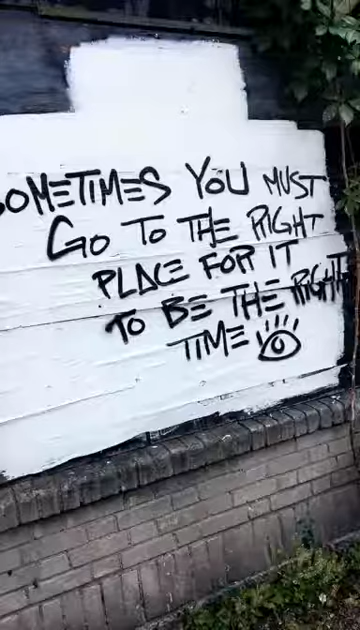 SOMETIMES YOU MUST
GO TO THE RIGHT
PLACE FOR IT
TO BE THE RIGHT
TIME